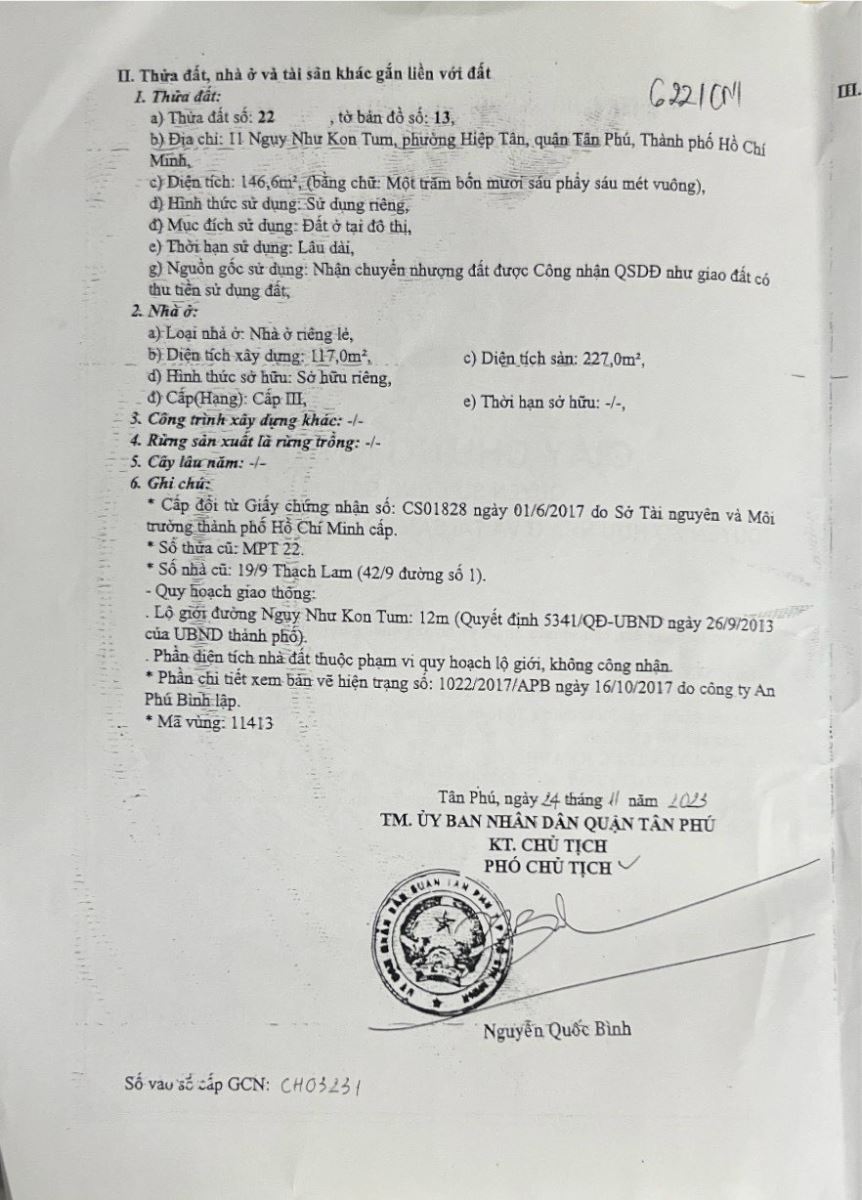 II. Thửa đất, nhà ở và tài sản khác gắn liền với đất
G221CM
III.
1. Thửa đất:
a) Thửa đất số: 22 , tờ bản đồ số: 13,
b) Địa chỉ: 11 Nguy Như Kon Tum, phường Hiệp Tân, quận Tân Phú, Thành phố Hồ Chí
Minh,
c) Diện tích: 146,6m², (bằng chữ: Một trăm bốn mươi sáu phẩy sáu mét vuông),
d) Hình thức sử dụng: Sử dụng riêng,
đ) Mục đích sử dụng: Đất ở tại đô thị,
e) Thời hạn sử dụng: Lâu dài,
g) Nguồn gốc sử dụng: Nhận chuyển nhượng đất được Công nhận QSDĐ như giao đất có
thu tiền sử dụng đất,
2. Nhà ở:
a) Loại nhà ở: Nhà ở riêng lẻ,
b) Diện tích xây dựng: 117,0m², c) Diện tích sàn: 227,0m²,
d) Hình thức sở hữu: Sở hữu riêng,
đ) Cấp(Hạng): Cấp III, e) Thời hạn sở hữu: -/-,
3. Công trình xây dựng khác: -/-
4. Rừng sản xuất là rừng trồng: -/-
5. Cây lâu năm: -/-
6. Ghi chú:
* Cấp đổi từ Giấy chứng nhận số: CS01828 ngày 01/6/2017 do Sở Tài nguyên và Môi
trường thành phố Hồ Chí Minh cấp.
* Số thửa cũ: MPT 22.
* Số nhà cũ: 19/9 Thạch Lam (42/9 đường số 1).
- Quy hoạch giao thông:
. Lộ giới đường Nguy Như Kon Tum: 12m (Quyết định 5341/QĐ-UBND ngày 26/9/2013
của UBND thành phố).
. Phần diện tích nhà đất thuộc phạm vi quy hoạch lộ giới, không công nhận.
* Phần chi tiết xem bản vẽ hiện trạng số: 1022/2017/APB ngày 16/10/2017 do công ty An
Phú Bình lập.
* Mã vùng: 11413
Tân Phú, ngày 24 tháng 11 năm 2023
TM. ỦY BAN NHÂN DÂN QUẬN TÂN PHÚ
KT. CHỦ TỊCH
PHÓ CHỦ TỊCH
ỦY BAN NHÂN DÂN QUẬN TÂN PHÚ T.P HỒ CHÍ MINH
Nguyễn Quốc Bình
Số vào sổ cấp GCN: CH03231